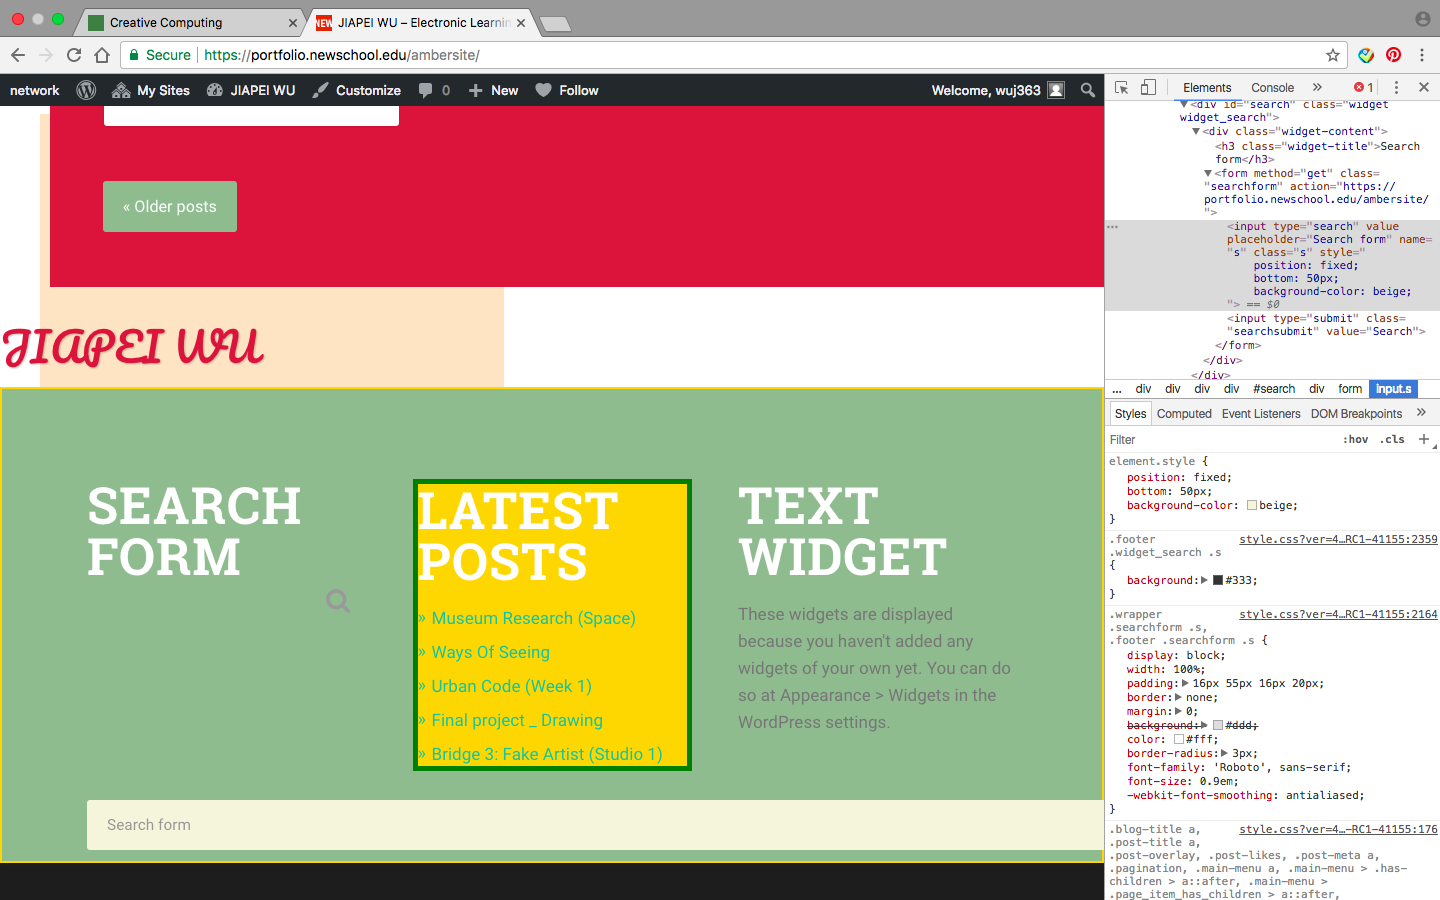 Creative Computing
NEW JIAPEI WU – Electronic Learnin
Secure https://portfolio.newschool.edu/ambersite/
network My Sites JIAPEI WU Customize 0 New Follow Welcome, wuj363
« Older posts
JIAPEI WU
SEARCH
FORM
LATEST
POSTS
» Museum Research (Space)
» Ways Of Seeing
» Urban Code (Week 1)
» Final project _ Drawing
» Bridge 3: Fake Artist (Studio 1)
TEXT
WIDGET
These widgets are displayed
because you haven't added any
widgets of your own yet. You can do
so at Appearance > Widgets in the
WordPress settings.
Search form
Elements Console » 1
<div id="search" class="widget
widget_search">
<div class="widget-content">
<h3 class="widget-title">Search
form</h3>
<form method="get" class=
"searchform" action="https://
portfolio.newschool.edu/ambersite/
">
<input type="search" value
placeholder="Search form" name=
"s" class="s" style="
position: fixed;
bottom: 50px;
background-color: beige;
"> == $0
<input type="submit" class=
"searchsubmit" value="Search">
</form>
</div>
</div>
... div div div div #search div form input.s
Styles Computed Event Listeners DOM Breakpoints »
Filter :hov .cls +
element.style {
position: fixed;
bottom: 50px;
background-color: beige;
}
.footer style.css?ver=4…RC1-41155:2359
.widget_search .s
{
background: #333;
}
.wrapper style.css?ver=4…RC1-41155:2164
.searchform .s,
.footer .searchform .s {
display: block;
width: 100%;
padding: 16px 55px 16px 20px;
border: none;
margin: 0;
background: #ddd;
color: #fff;
border-radius: 3px;
font-family: 'Roboto', sans-serif;
font-size: 0.9em;
-webkit-font-smoothing: antialiased;
}
.blog-title a, style.css?ver=4…-RC1-41155:176
.post-title a,
.post-overlay, .post-likes, .post-meta a,
.pagination, .main-menu a, .main-menu > .has-
children > a::after, .main-menu >
.page_item_has_children > a::after,